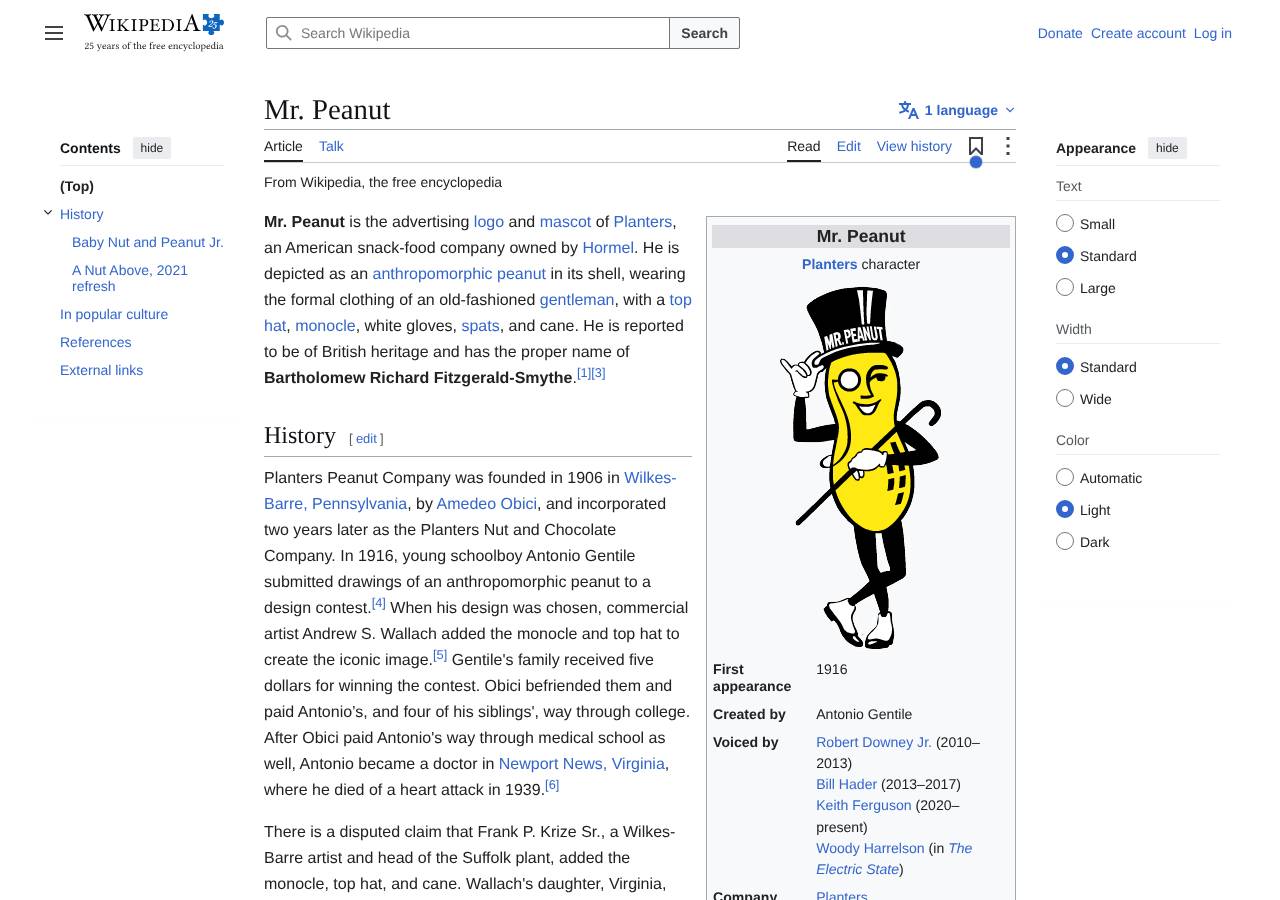 WIKIPEDIA 25
25 years of the free encyclopedia
Search Wikipedia
Search
Donate Create account Log in
Contents hide
(Top)
History
Baby Nut and Peanut Jr.
A Nut Above, 2021
refresh
In popular culture
References
External links
Mr. Peanut
1 language
Article Talk
Read Edit View history
From Wikipedia, the free encyclopedia
Mr. Peanut is the advertising logo and mascot of Planters,
an American snack-food company owned by Hormel. He is
depicted as an anthropomorphic peanut in its shell, wearing
the formal clothing of an old-fashioned gentleman, with a top
hat, monocle, white gloves, spats, and cane. He is reported
to be of British heritage and has the proper name of
Bartholomew Richard Fitzgerald-Smythe.[1][3]
History [ edit ]
Planters Peanut Company was founded in 1906 in Wilkes-
Barre, Pennsylvania, by Amedeo Obici, and incorporated
two years later as the Planters Nut and Chocolate
Company. In 1916, young schoolboy Antonio Gentile
submitted drawings of an anthropomorphic peanut to a
design contest.[4] When his design was chosen, commercial
artist Andrew S. Wallach added the monocle and top hat to
create the iconic image.[5] Gentile's family received five
dollars for winning the contest. Obici befriended them and
paid Antonio’s, and four of his siblings', way through college.
After Obici paid Antonio's way through medical school as
well, Antonio became a doctor in Newport News, Virginia,
where he died of a heart attack in 1939.[6]
There is a disputed claim that Frank P. Krize Sr., a Wilkes-
Barre artist and head of the Suffolk plant, added the
monocle, top hat, and cane. Wallach's daughter, Virginia,
Mr. Peanut
Planters character
MR. PEANUT
First
appearance
1916
Created by Antonio Gentile
Voiced by Robert Downey Jr. (2010–
2013)
Bill Hader (2013–2017)
Keith Ferguson (2020–
present)
Woody Harrelson (in The
Electric State)
Company Planters
Appearance hide
Text
Small
Standard
Large
Width
Standard
Wide
Color
Automatic
Light
Dark